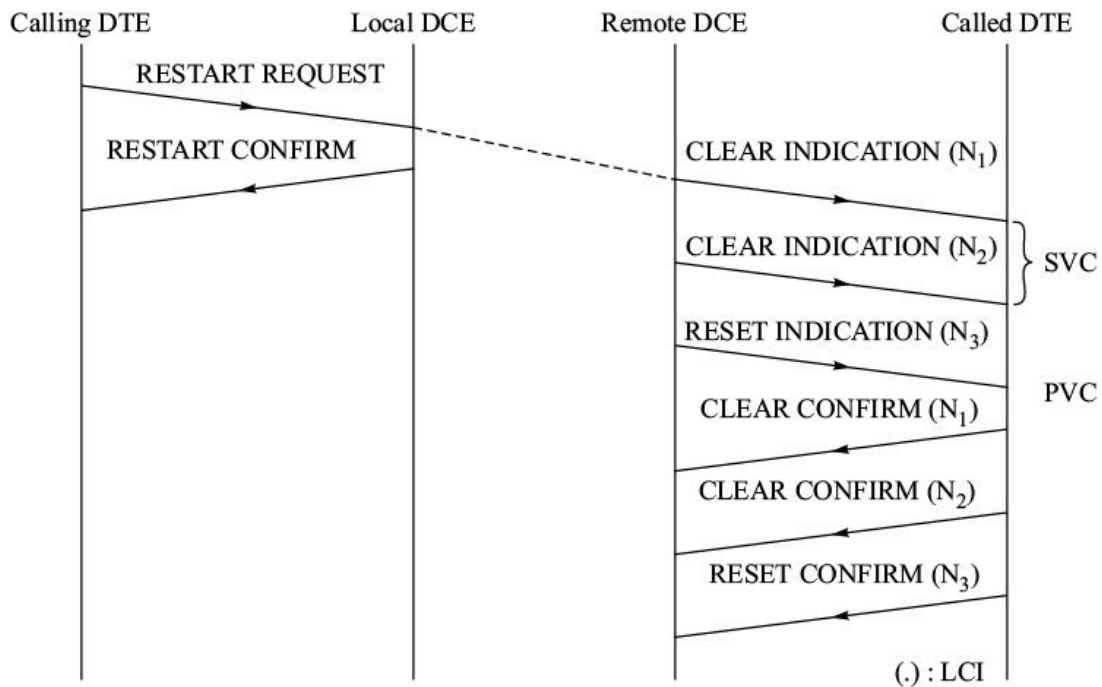 Calling DTE Local DCE Remote DCE Called DTE
RESTART REQUEST
RESTART CONFIRM
CLEAR INDICATION (N₁)
CLEAR INDICATION (N₂)
SVC
RESET INDICATION (N₃)
PVC
CLEAR CONFIRM (N₁)
CLEAR CONFIRM (N₂)
RESET CONFIRM (N₃)
(.) : LCI